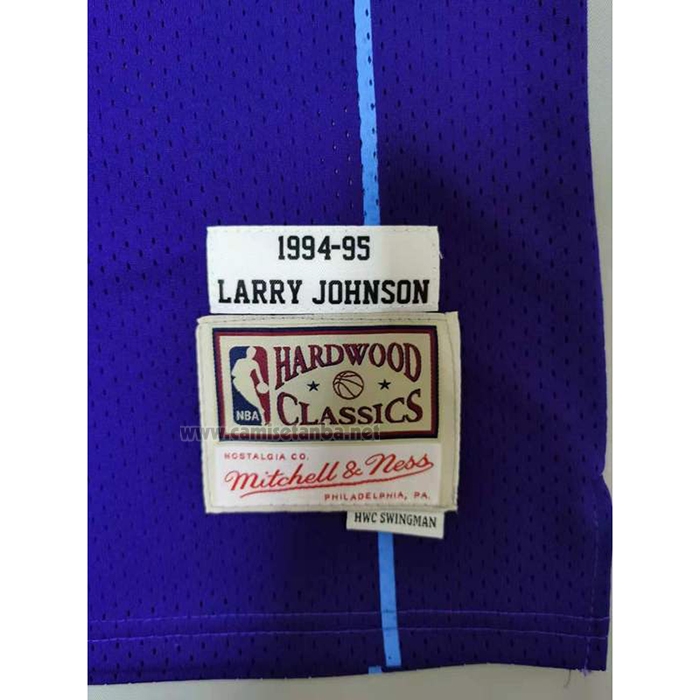 1994-95
LARRY JOHNSON
HARDWOOD
NBA
CLASSICS
www.camisetanba.net
NOSTALGIA CO.
Mitchell & Ness
PHILADELPHIA, PA.
HWC SWINGMAN